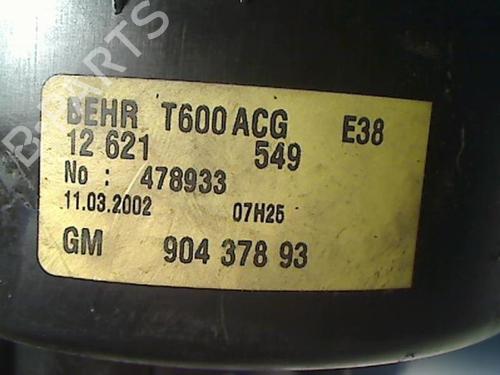 BEHR T600 ACG E38
12 621 549
No : 478933
11.03.2002 07H25
GM 904 378 93